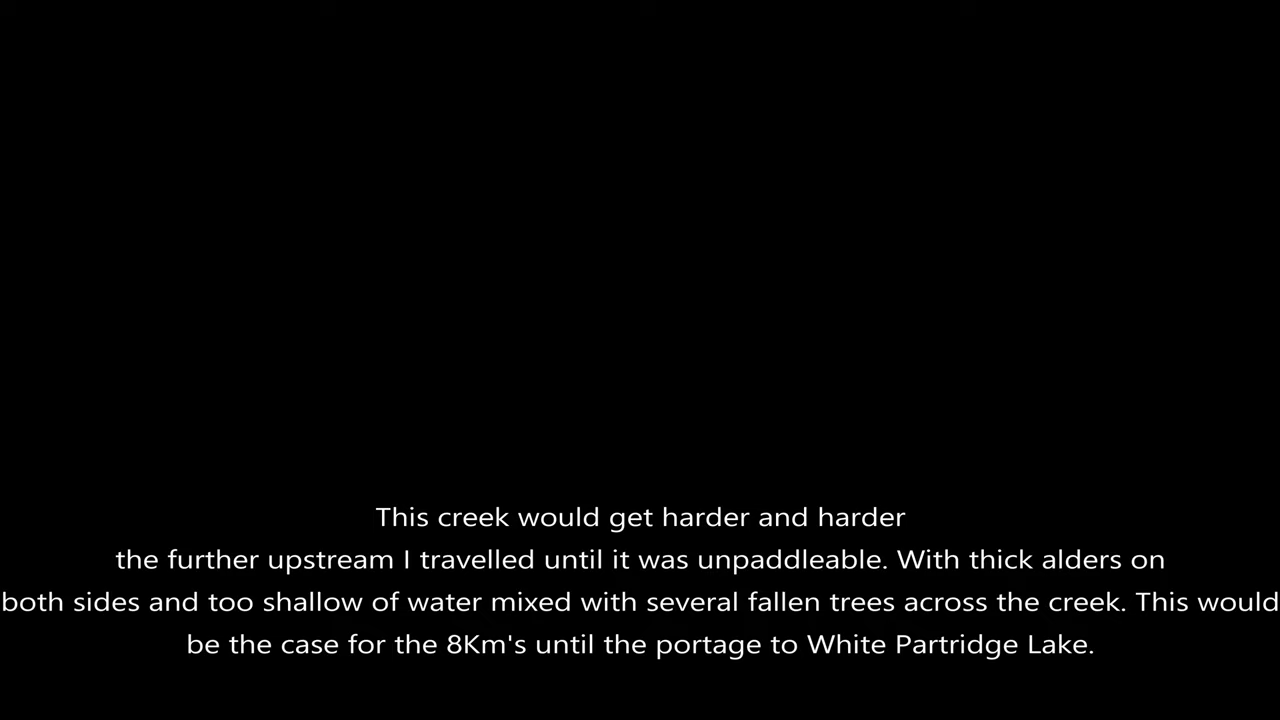 This creek would get harder and harder
the further upstream I travelled until it was unpaddleable. With thick alders on
both sides and too shallow of water mixed with several fallen trees across the creek. This would
be the case for the 8Km's until the portage to White Partridge Lake.